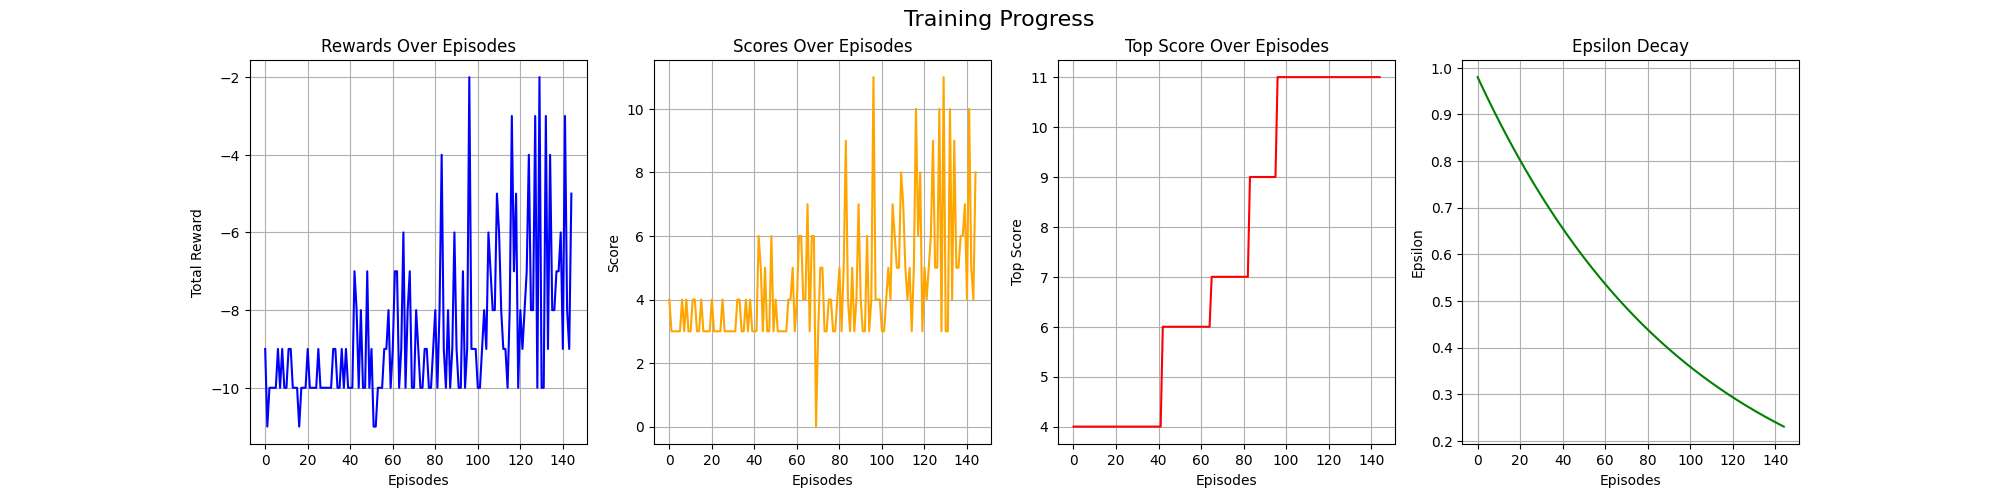 Training Progress
Rewards Over Episodes
Total Reward
−2
−4
−6
−8
−10
0 20 40 60 80 100 120 140
Episodes
Scores Over Episodes
Score
10
8
6
4
2
0
0 20 40 60 80 100 120 140
Episodes
Top Score Over Episodes
Top Score
11
10
9
8
7
6
5
4
0 20 40 60 80 100 120 140
Episodes
Epsilon Decay
Epsilon
1.0
0.9
0.8
0.7
0.6
0.5
0.4
0.3
0.2
0 20 40 60 80 100 120 140
Episodes